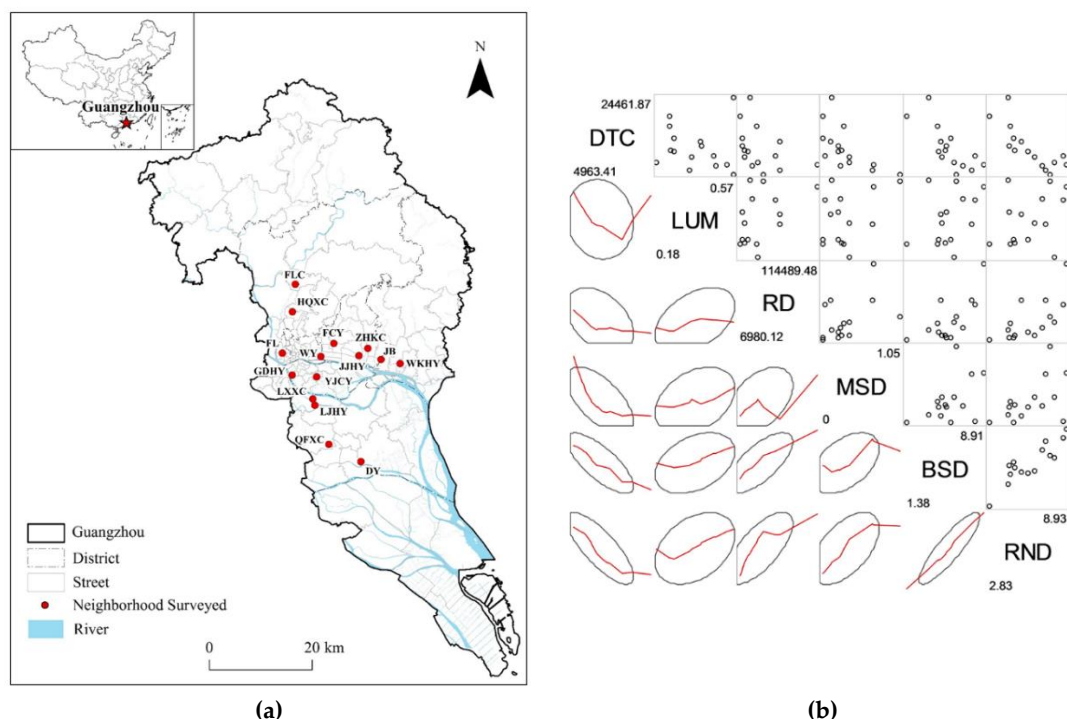 Guangzhou
N
FLC
HQXC
FCY
ZHKC
FL
WY
JB
JJHY
WKHY
GDHY
YJCY
LXXC
LJHY
QFXC
DY
Guangzhou
District
Street
Neighborhood Surveyed
River
0 20 km
(a)
24461.87
DTC
4963.41
0.57
LUM
0.18
114489.48
RD
6980.12
1.05
MSD
0
8.91
BSD
1.38
8.93
RND
2.83
(b)